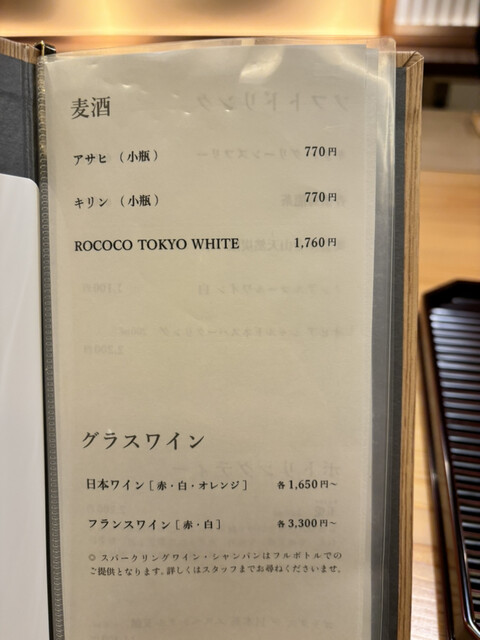 麦酒
アサヒ（小瓶） 770円
キリン（小瓶） 770円
ROCOCO TOKYO WHITE 1,760円
グラスワイン
日本ワイン［赤・白・オレンジ］ 各1,650円～
フランスワイン［赤・白］ 各3,300円～
◎ スパークリングワイン・シャンパンはフルボトルでの
ご提供となります。詳しくはスタッフまでお尋ねくださいませ。